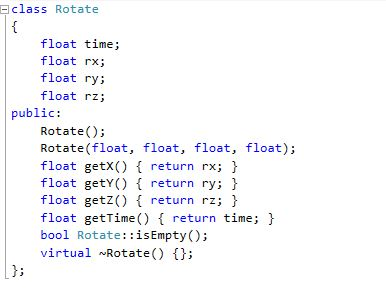 class Rotate
{
    float time;
    float rx;
    float ry;
    float rz;
public:
    Rotate();
    Rotate(float, float, float, float);
    float getX() { return rx; }
    float getY() { return ry; }
    float getZ() { return rz; }
    float getTime() { return time; }
    bool Rotate::isEmpty();
    virtual ~Rotate() {};
};